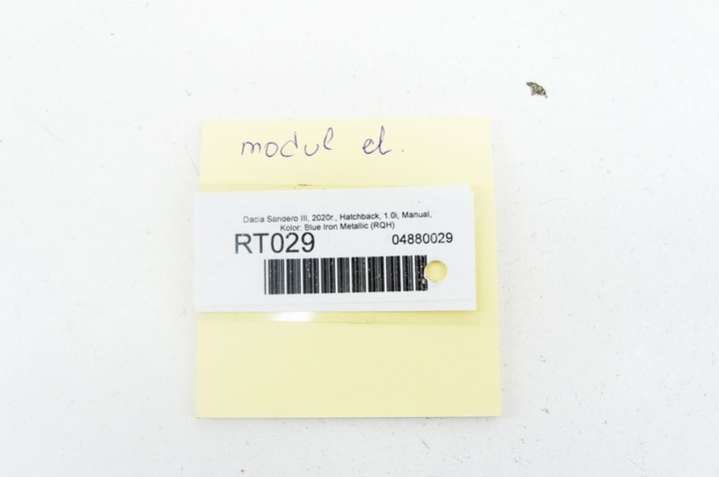 modul el.
Dacia Sandero III, 2020r., Hatchback, 1.0i, Manual,
Kolor: Blue Iron Metallic (RQH)
RT029
04880029